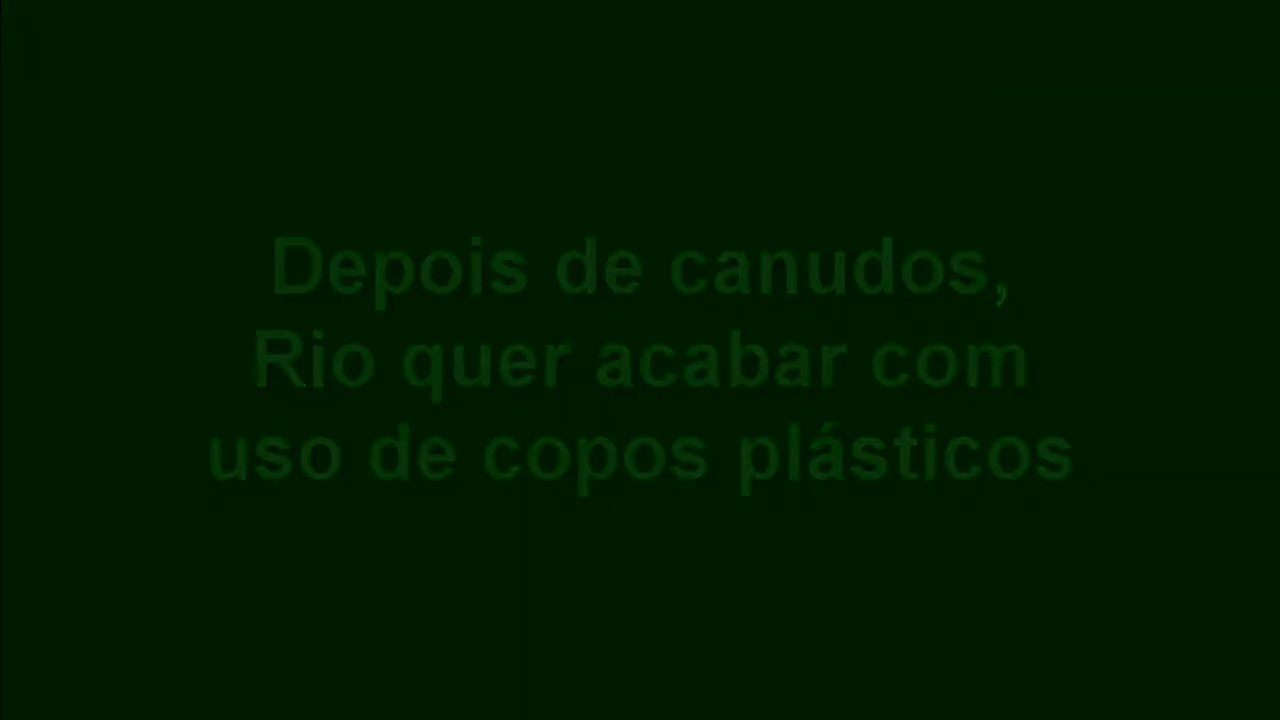 Depois de canudos,
Rio quer acabar com
uso de copos plásticos